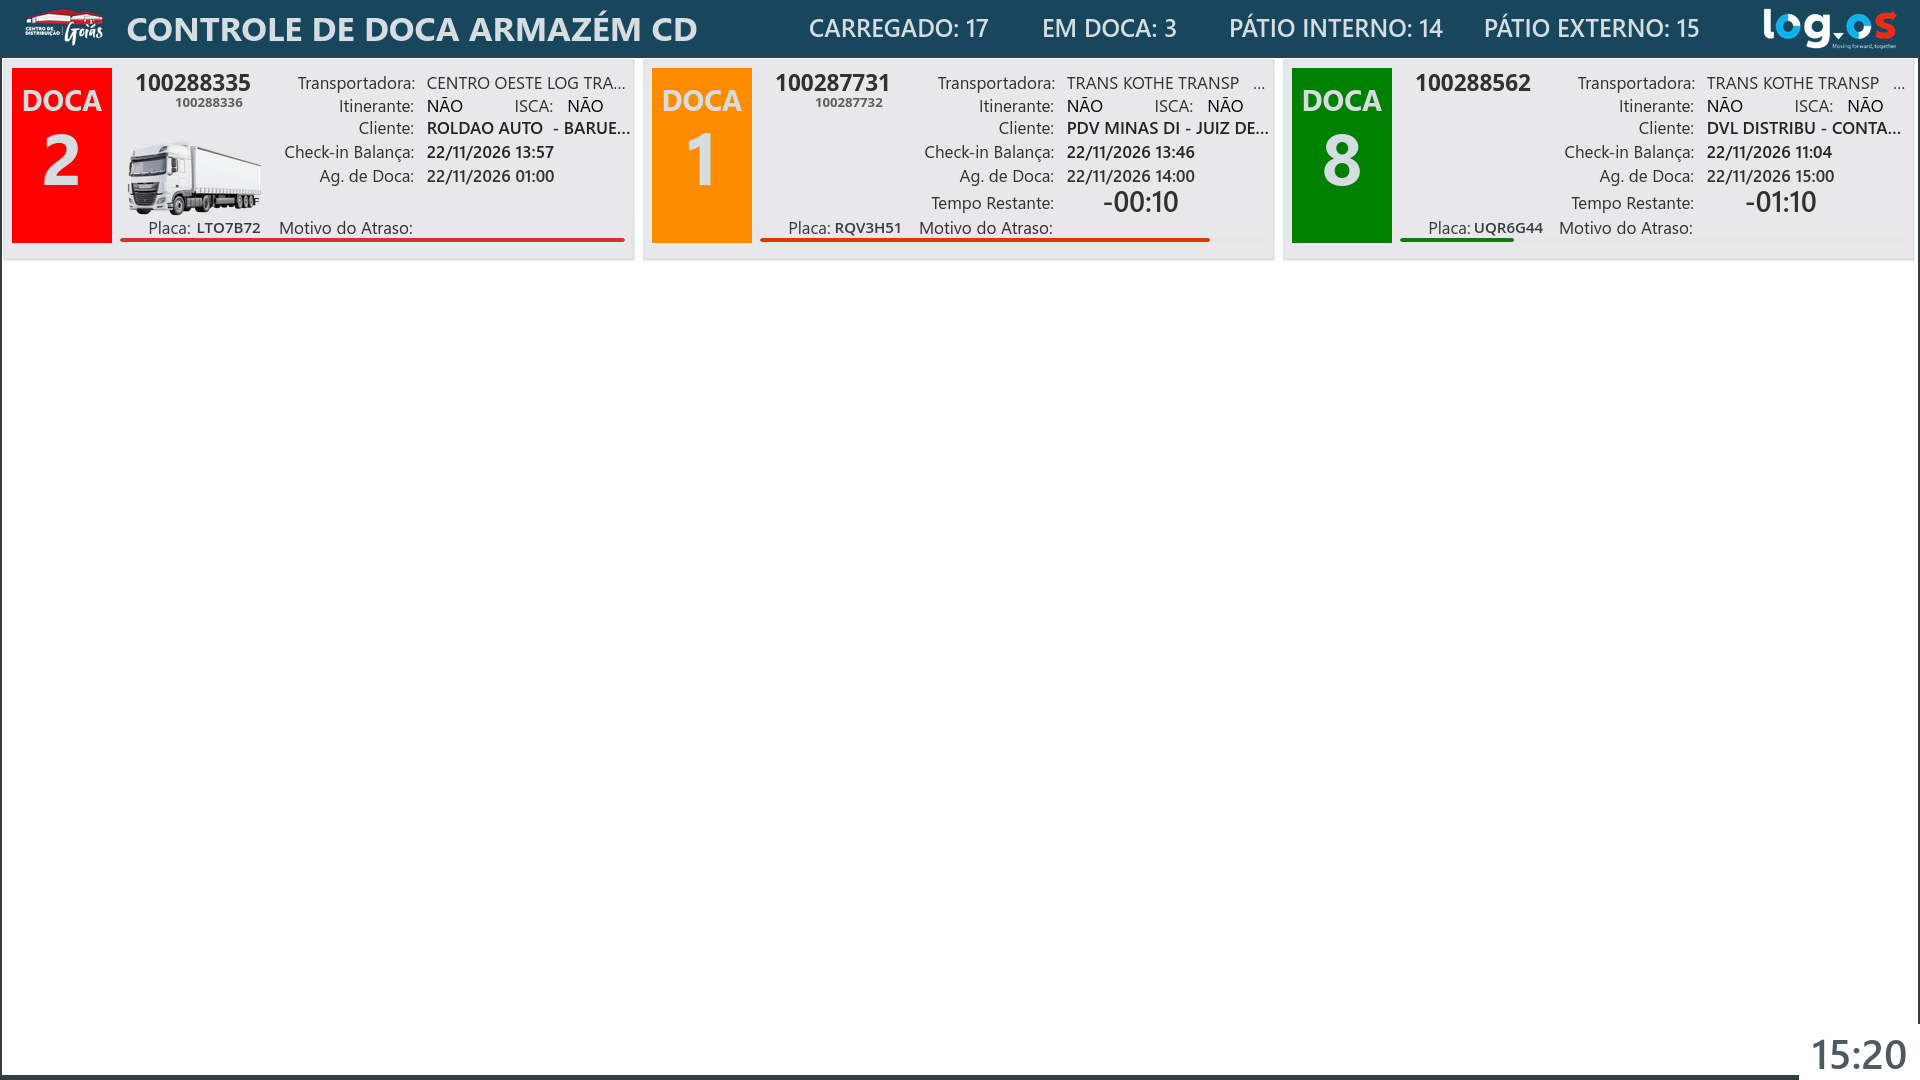 CENTRO DE
DISTRIBUIÇÃO Goiás
CONTROLE DE DOCA ARMAZÉM CD
CARREGADO: 17
EM DOCA: 3
PÁTIO INTERNO: 14
PÁTIO EXTERNO: 15
log.os
Moving forward, together
DOCA
2
100288335
100288336
Transportadora: CENTRO OESTE LOG TRA...
Itinerante: NÃO ISCA: NÃO
Cliente: ROLDAO AUTO - BARUE...
Check-in Balança: 22/11/2026 13:57
Ag. de Doca: 22/11/2026 01:00
Placa: LTO7B72 Motivo do Atraso:
DOCA
1
100287731
100287732
Transportadora: TRANS KOTHE TRANSP ...
Itinerante: NÃO ISCA: NÃO
Cliente: PDV MINAS DI - JUIZ DE...
Check-in Balança: 22/11/2026 13:46
Ag. de Doca: 22/11/2026 14:00
Tempo Restante: -00:10
Placa: RQV3H51 Motivo do Atraso:
DOCA
8
100288562
Transportadora: TRANS KOTHE TRANSP ...
Itinerante: NÃO ISCA: NÃO
Cliente: DVL DISTRIBU - CONTA...
Check-in Balança: 22/11/2026 11:04
Ag. de Doca: 22/11/2026 15:00
Tempo Restante: -01:10
Placa: UQR6G44 Motivo do Atraso:
15:20